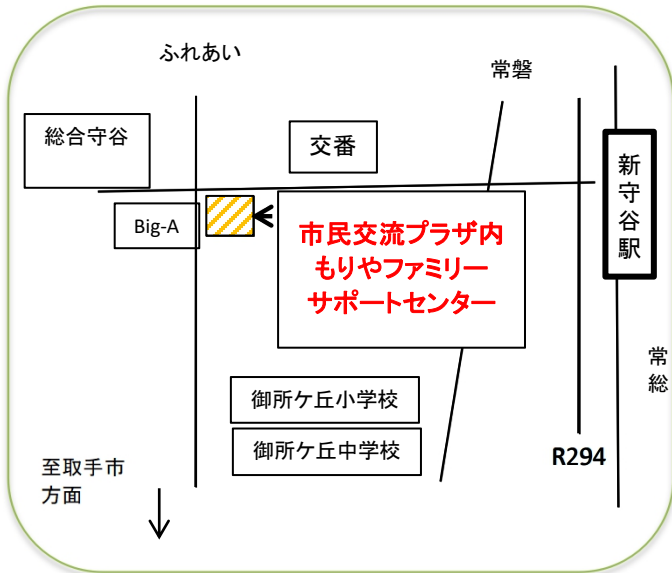 ふれあい
常磐
総合守谷
交番
新守谷駅
Big-A
市民交流プラザ内
もりやファミリー
サポートセンター
常総
御所ケ丘小学校
御所ケ丘中学校
R294
至取手市
方面